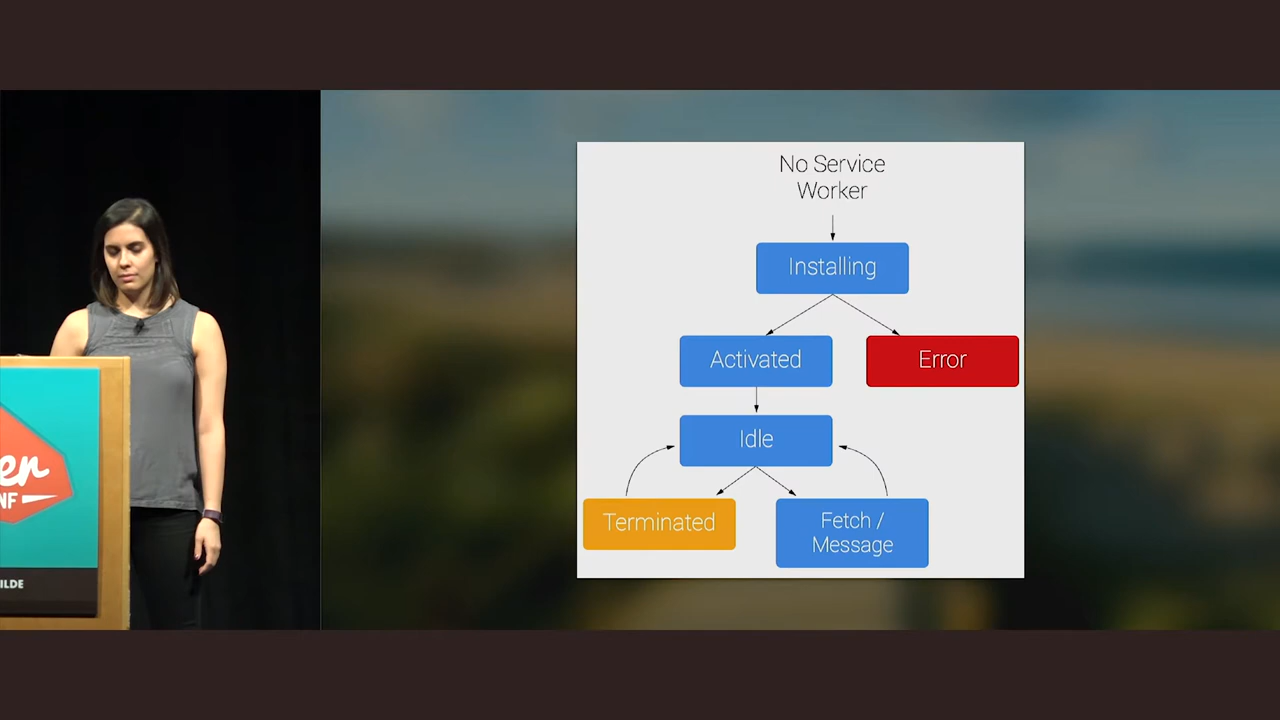 No Service
Worker
Installing
Activated
Error
Idle
Terminated
Fetch /
Message